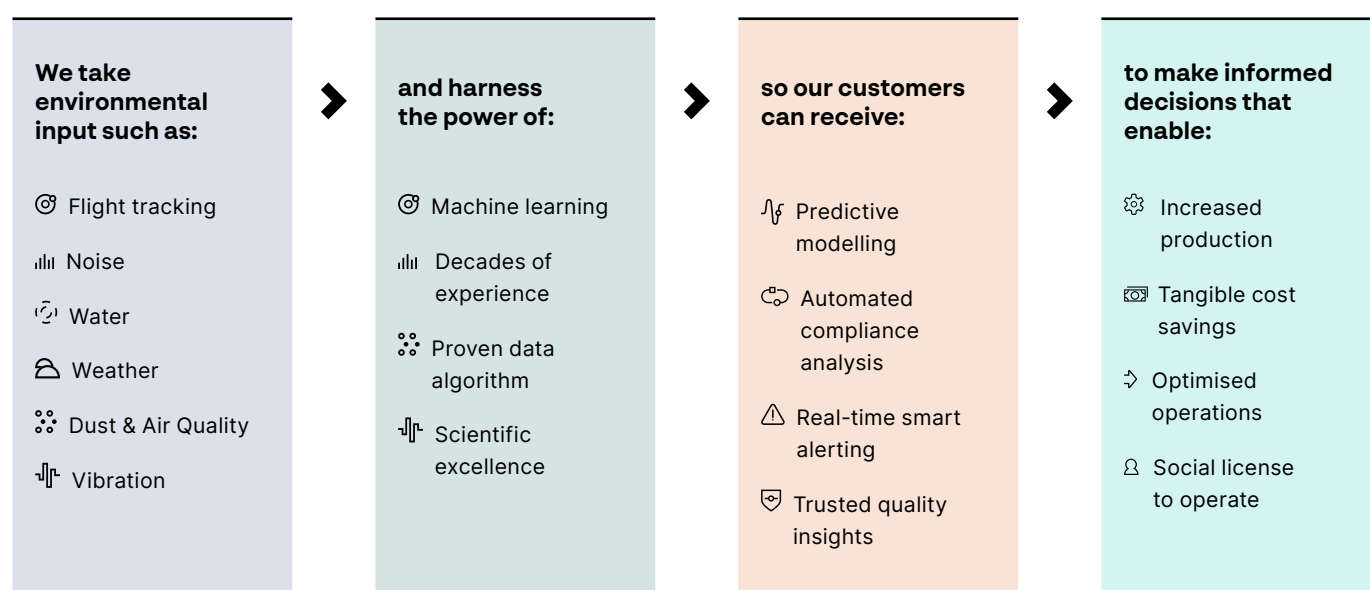 We take
environmental
input such as:
Flight tracking
Noise
Water
Weather
Dust & Air Quality
Vibration
and harness
the power of:
Machine learning
Decades of
experience
Proven data
algorithm
Scientific
excellence
so our customers
can receive:
Predictive
modelling
Automated
compliance
analysis
Real-time smart
alerting
Trusted quality
insights
to make informed
decisions that
enable:
Increased
production
Tangible cost
savings
Optimised
operations
Social license
to operate